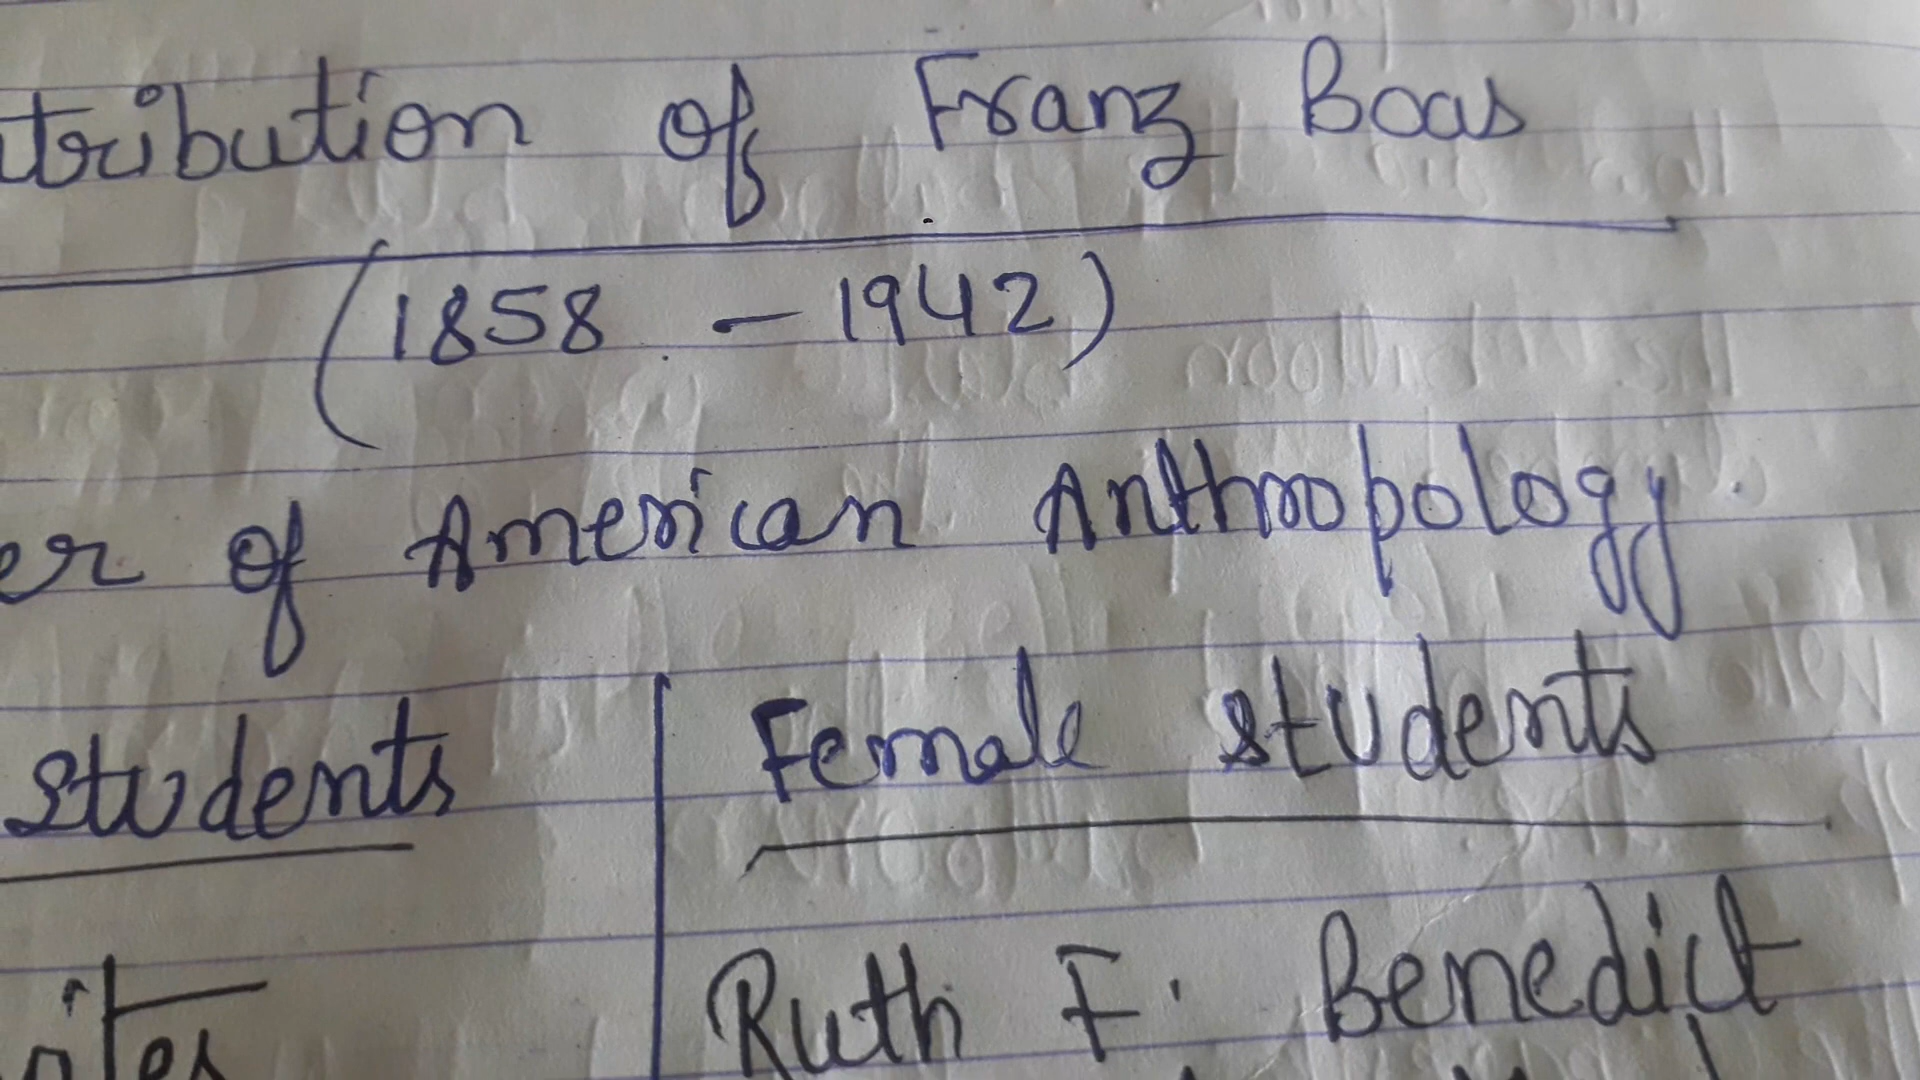 tribution of Franz Boas
(1858 - 1942)
er of American Anthropology.
Students
Female students
Ruth F. Benedict